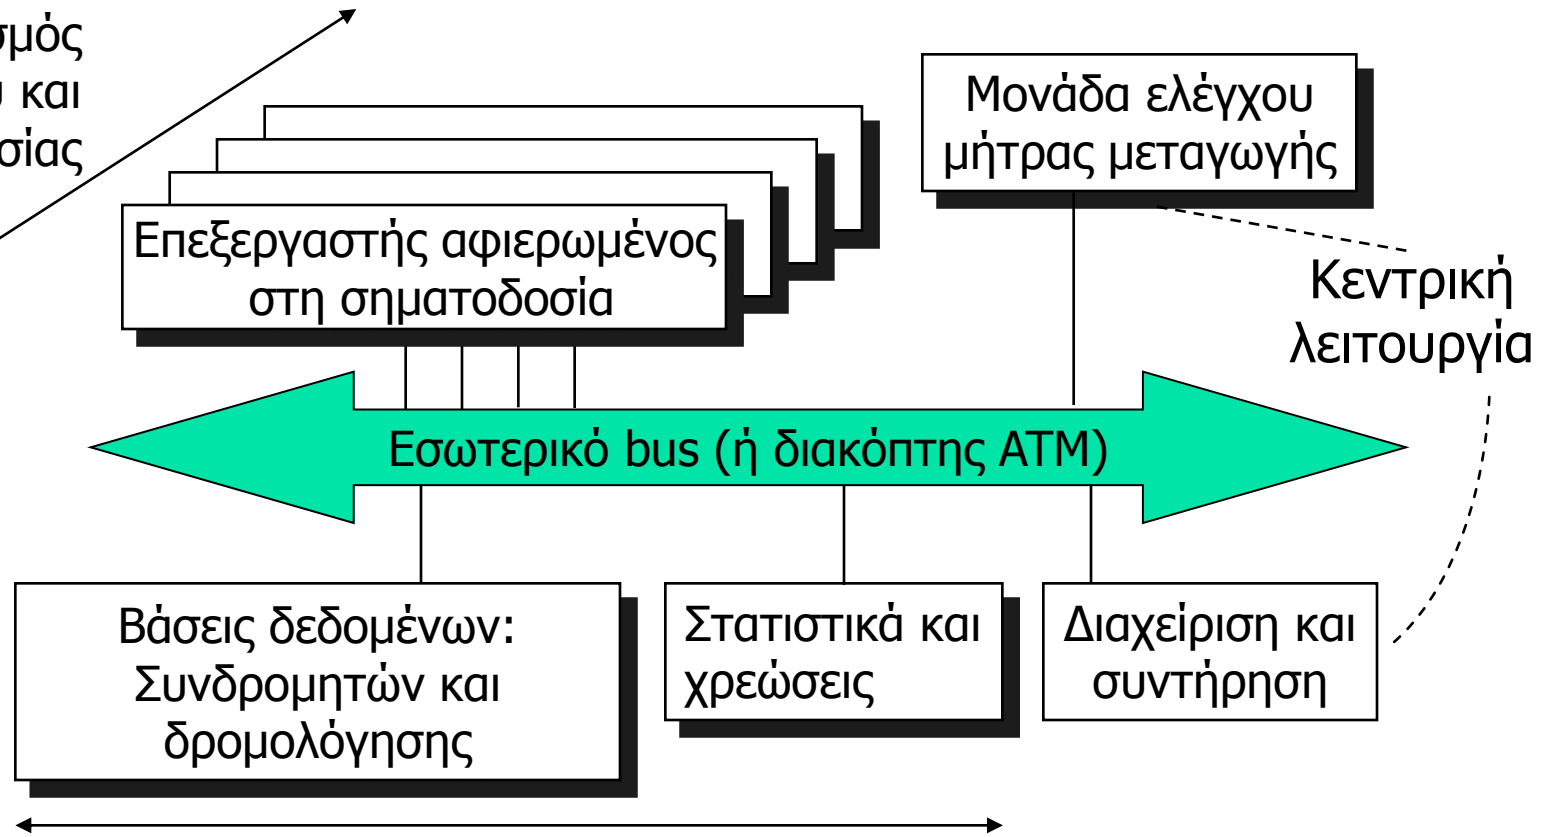 και
Επεξεργαστής αφιερωμένος
στη σηματοδοσία
Μονάδα ελέγχου
μήτρας μεταγωγής
Κεντρική
λειτουργία
Εσωτερικό bus (ή διακόπτης ATM)
Βάσεις δεδομένων:
Συνδρομητών και
δρομολόγησης
Στατιστικά και
χρεώσεις
Διαχείριση και
συντήρηση